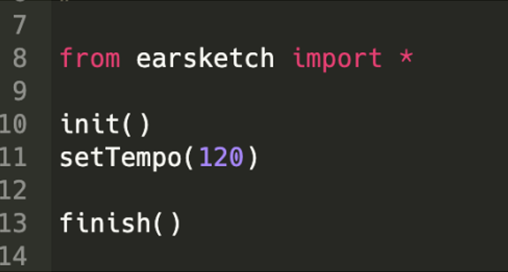 7
8 from earsketch import *
9
10 init()
11 setTempo(120)
12
13 finish()
14